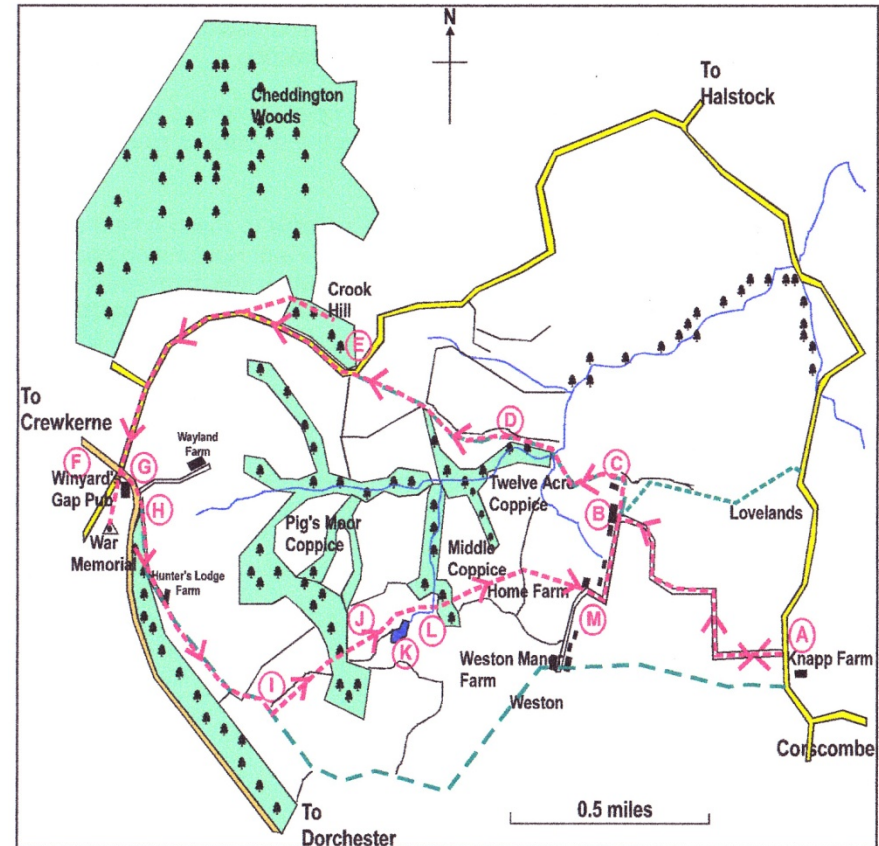 N
To
Halstock
Cheddington
Woods
Crook
Hill
E
To
Crewkerne
Wayland
Farm
F
G
Winyard's
Gap Pub
H
War
Memorial
Hunter's Lodge
Farm
D
C
Twelve Acre
Coppice
B
Lovelands
Pig's Moor
Coppice
Middle
Coppice
Home Farm
J
L
K
M
A
Knapp Farm
I
Weston Manor
Farm
Weston
Corscombe
0.5 miles
To
Dorchester